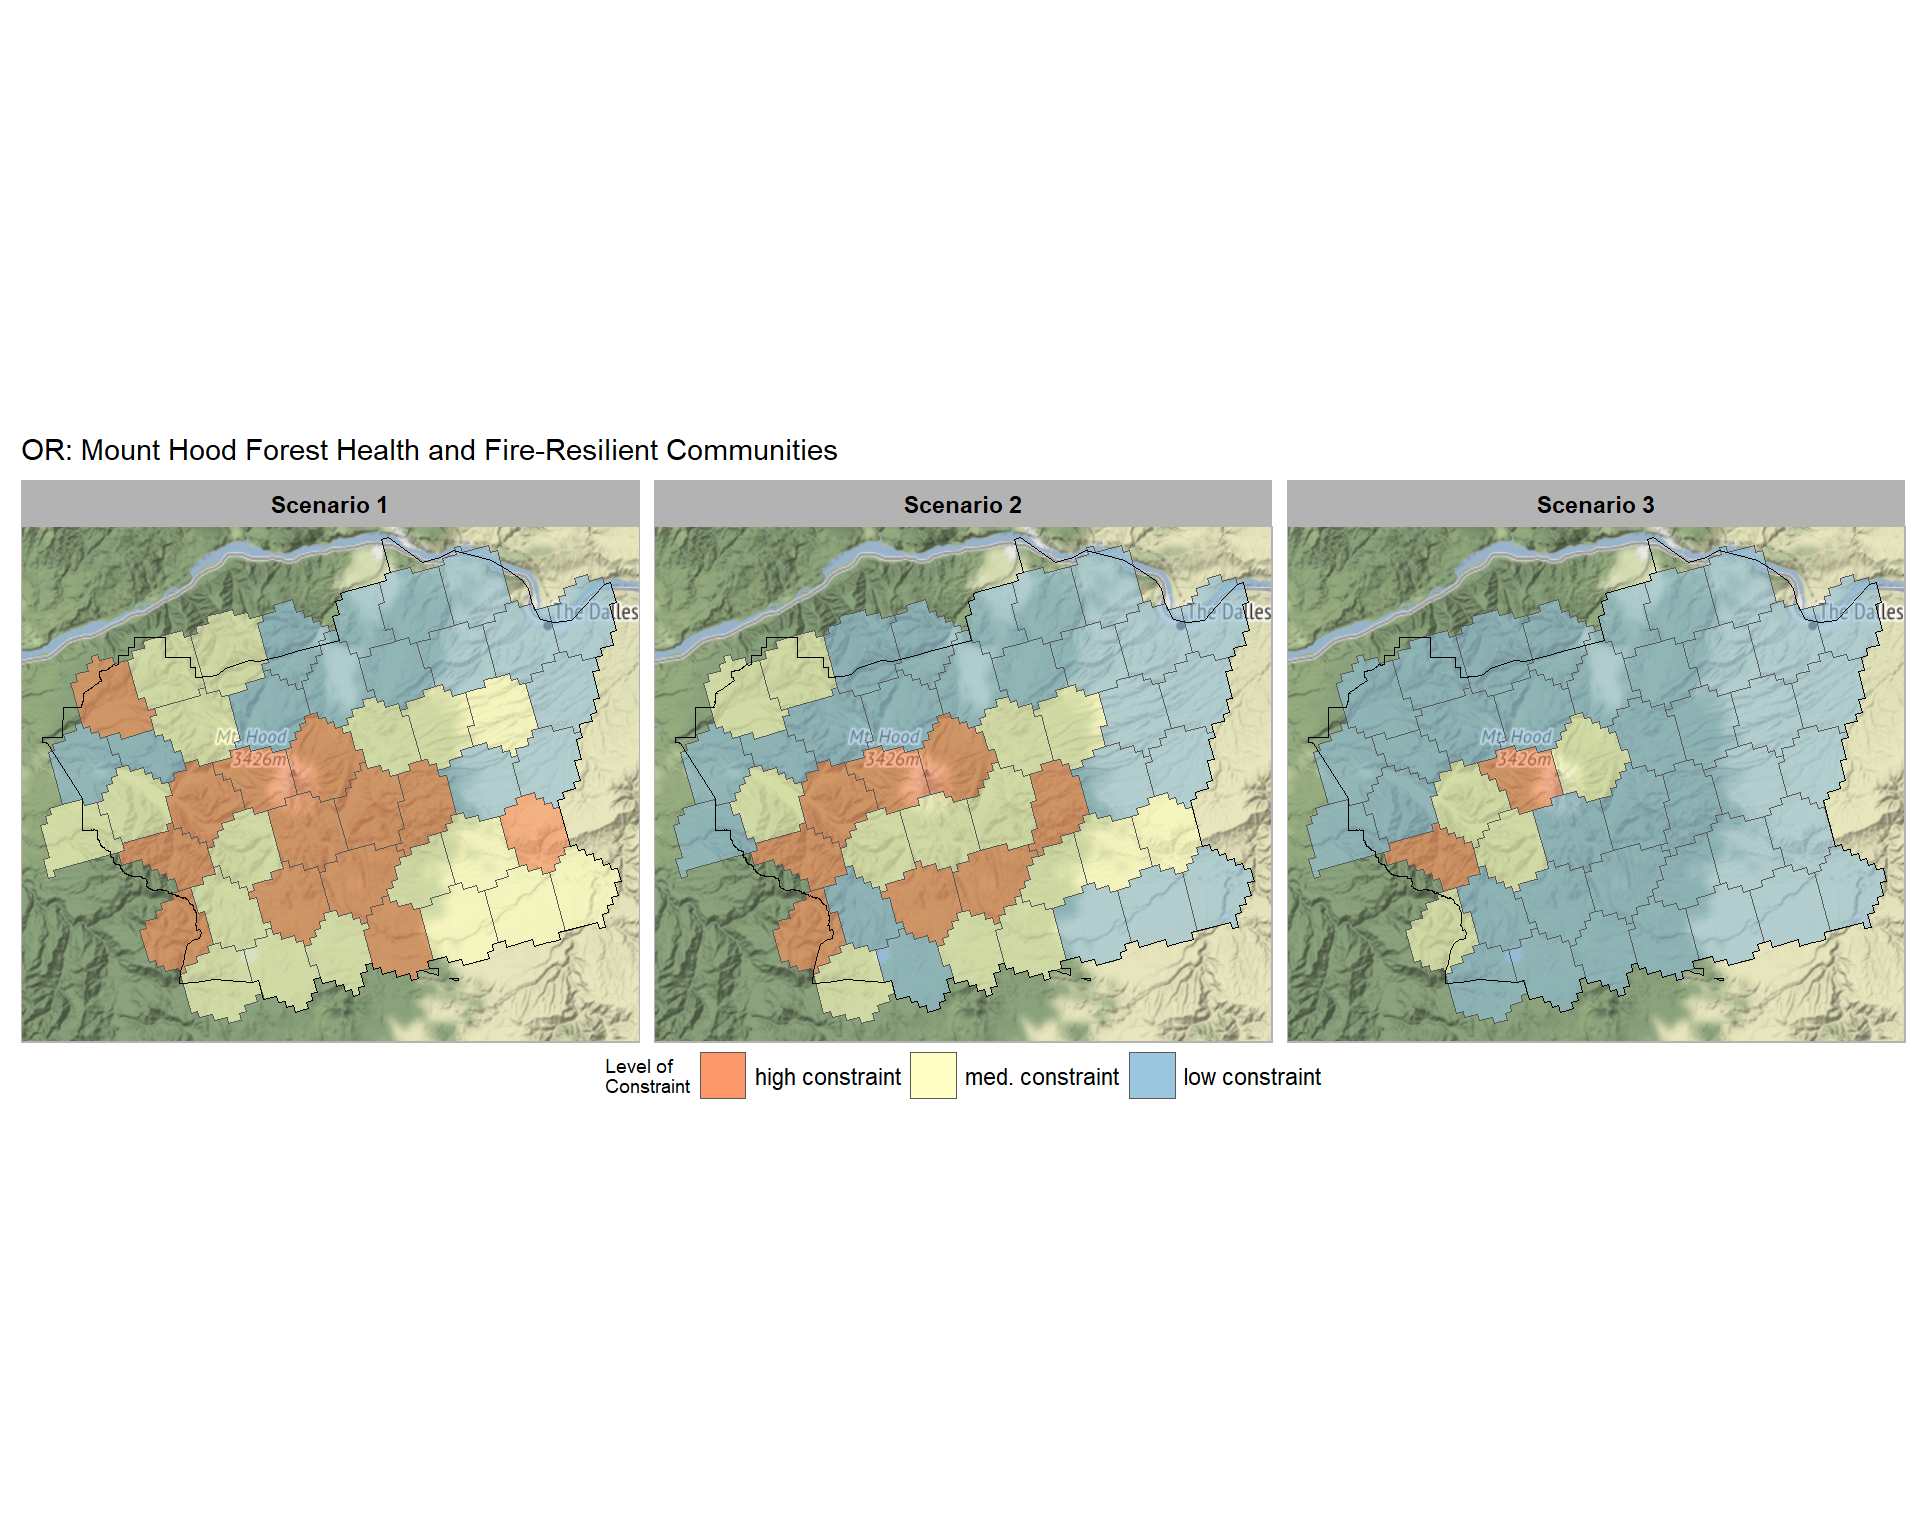 OR: Mount Hood Forest Health and Fire-Resilient Communities
Scenario 1
Scenario 2
Scenario 3
The Dalles
The Dalles
The Dalles
Mt. Hood
3426m
Mt. Hood
3426m
Mt. Hood
3426m
Level of
Constraint
high constraint
med. constraint
low constraint